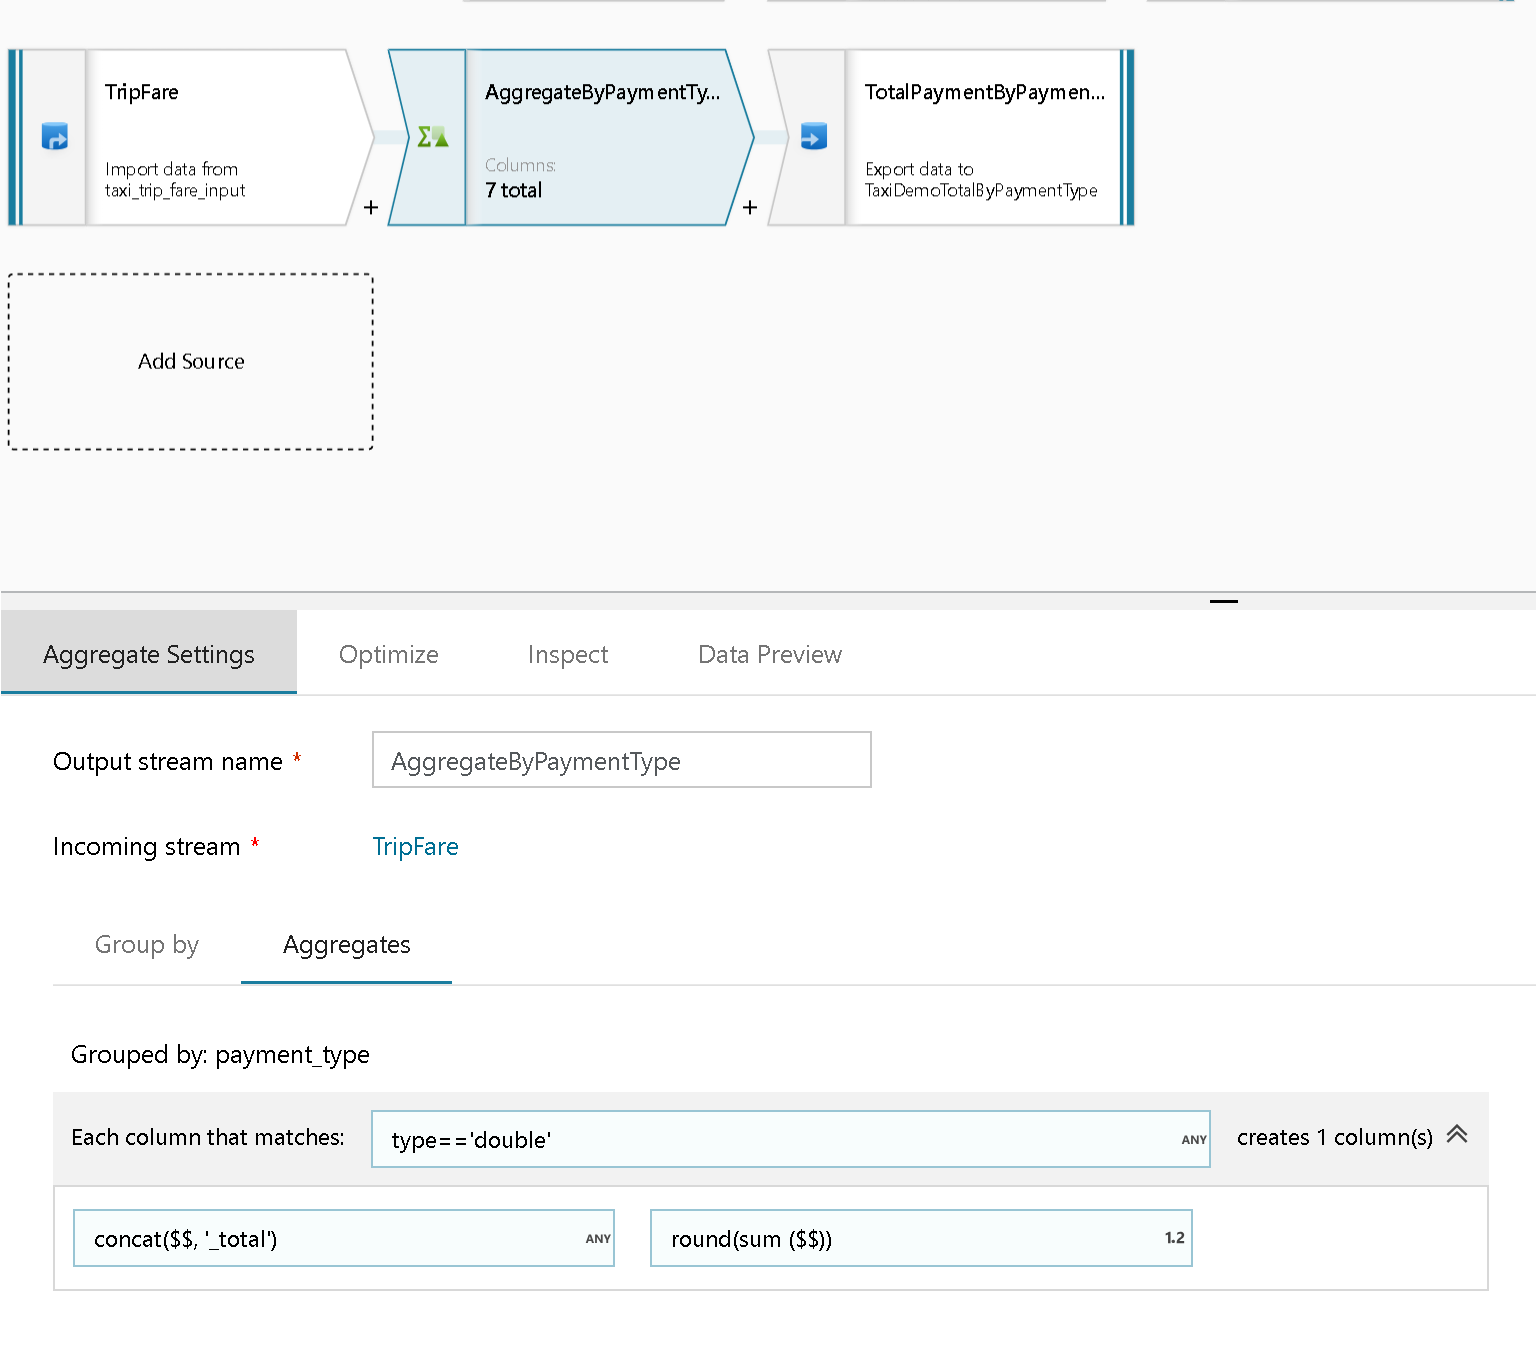 TripFare
Import data from
taxi_trip_fare_input
+
AggregateByPaymentTy...
Columns:
7 total
+
TotalPaymentByPaymen...
Export data to
TaxiDemoTotalByPaymentType
Add Source
Aggregate Settings
Optimize
Inspect
Data Preview
Output stream name *
AggregateByPaymentType
Incoming stream *
TripFare
Group by
Aggregates
Grouped by: payment_type
Each column that matches:
type=='double'
ANY
creates 1 column(s)
concat($$, '_total')
ANY
round(sum ($$))
1.2